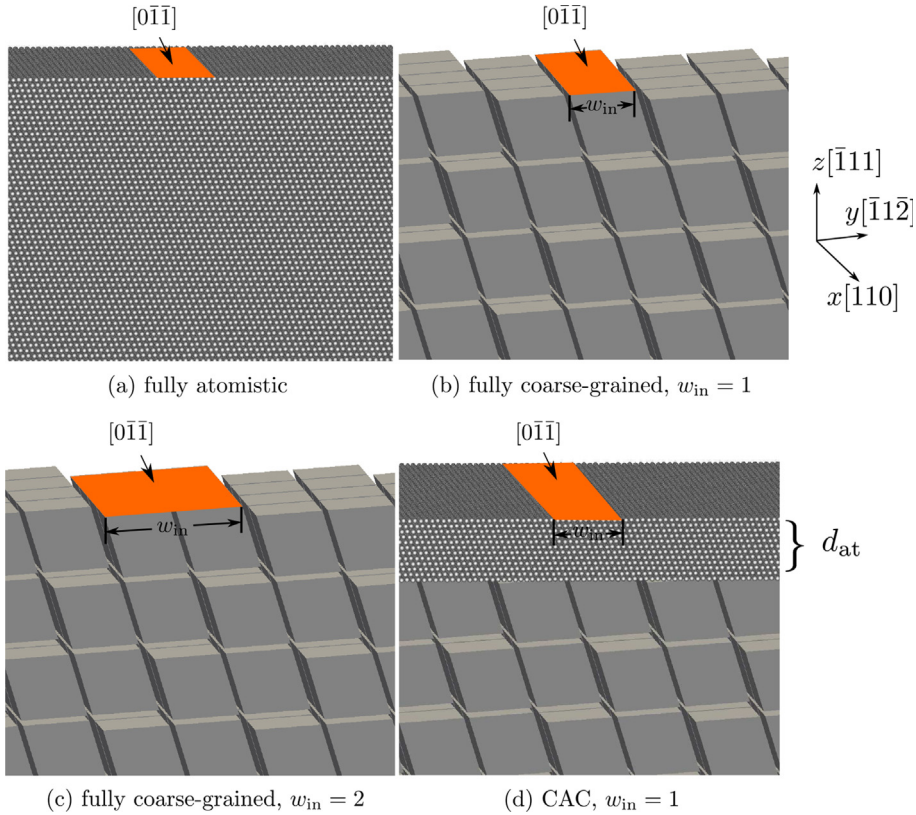 [01̄1̄]
[01̄1̄]
w_in
z[1̄11]
y[1̄12̄]
x[110]
(a) fully atomistic
(b) fully coarse-grained, w_in = 1
[01̄1̄]
[01̄1̄]
w_in
w_in
d_at
(c) fully coarse-grained, w_in = 2
(d) CAC, w_in = 1